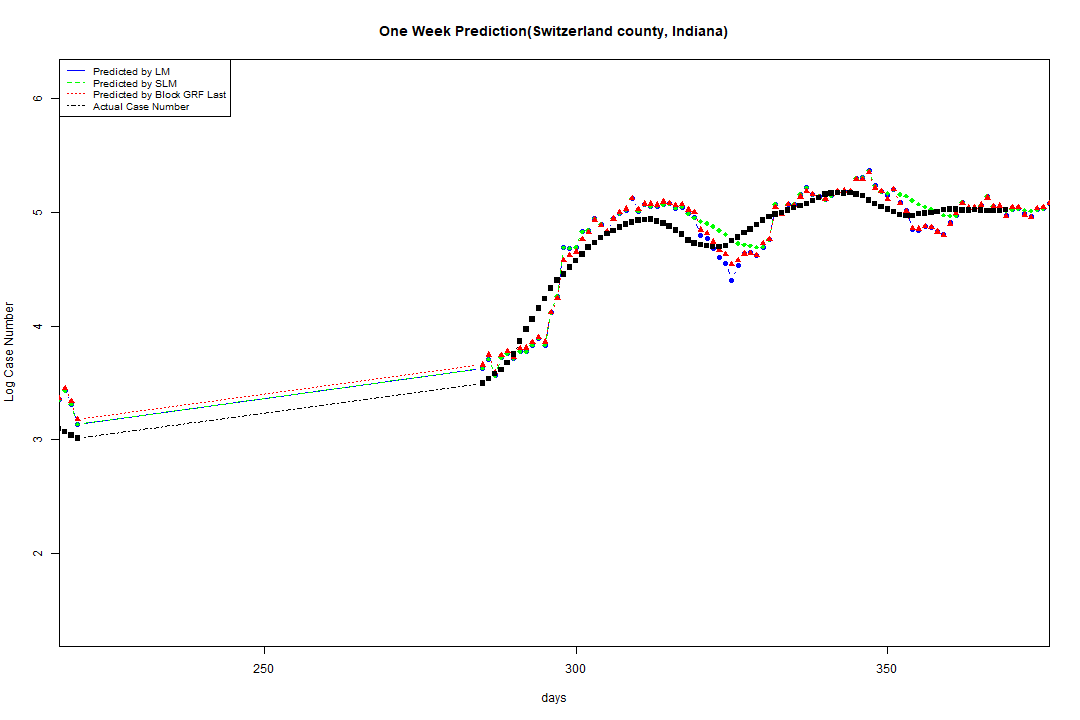 One Week Prediction(Switzerland county, Indiana)
Predicted by LM
Predicted by SLM
Predicted by Block GRF Last
Actual Case Number
6
5
4
3
2
Log Case Number
250
300
350
days